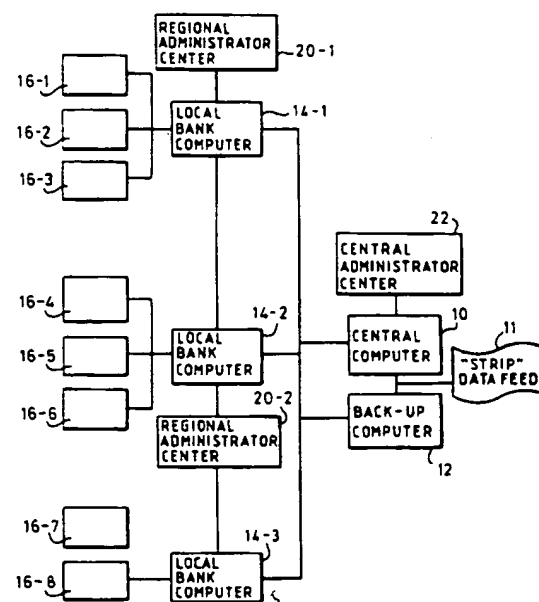 REGIONAL
ADMINISTRATOR
CENTER
20-1
16-1
16-2
16-3
LOCAL
BANK
COMPUTER
14-1
22
CENTRAL
ADMINISTRATOR
CENTER
16-4
16-5
16-6
LOCAL
BANK
COMPUTER
14-2
10
CENTRAL
COMPUTER
11
"STRIP"
DATA FEED
20-2
REGIONAL
ADMINISTRATOR
CENTER
BACK-UP
COMPUTER
12
16-7
16-8
14-3
LOCAL
BANK
COMPUTER